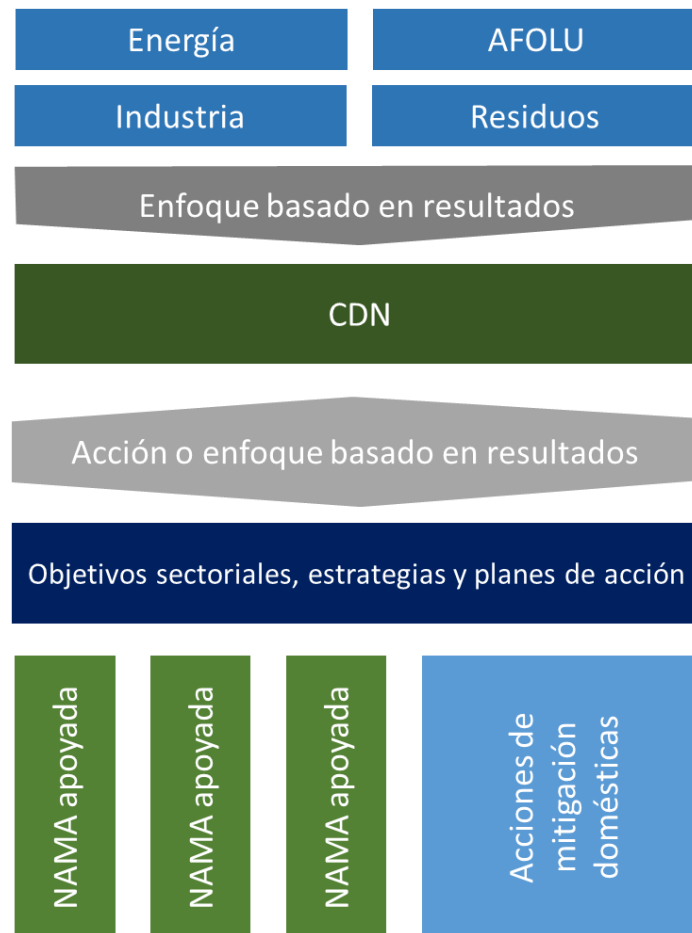 Energía
AFOLU
Industria
Residuos
Enfoque basado en resultados
CDN
Acción o enfoque basado en resultados
Objetivos sectoriales, estrategias y planes de acción
NAMA apoyada
NAMA apoyada
NAMA apoyada
Acciones de
mitigación
domésticas